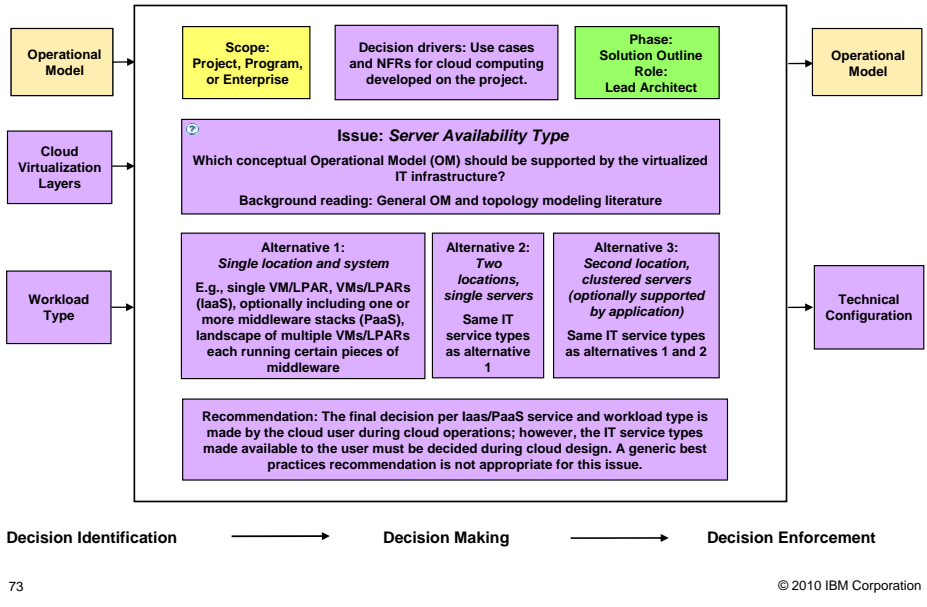 Operational
Model
Scope:
Project, Program,
or Enterprise
Decision drivers: Use cases
and NFRs for cloud computing
developed on the project.
Phase:
Solution Outline
Role:
Lead Architect
Operational
Model
Cloud
Virtualization
Layers
?
Issue: Server Availability Type
Which conceptual Operational Model (OM) should be supported by the virtualized
IT infrastructure?
Background reading: General OM and topology modeling literature
Workload
Type
Alternative 1:
Single location and system
E.g., single VM/LPAR, VMs/LPARs
(IaaS), optionally including one or
more middleware stacks (PaaS),
landscape of multiple VMs/LPARs
each running certain pieces of
middleware
Alternative 2:
Two
locations,
single servers
Same IT
service types
as alternative
1
Alternative 3:
Second location,
clustered servers
(optionally supported
by application)
Same IT service types
as alternatives 1 and 2
Technical
Configuration
Recommendation: The final decision per Iaas/PaaS service and workload type is
made by the cloud user during cloud operations; however, the IT service types
made available to the user must be decided during cloud design. A generic best
practices recommendation is not appropriate for this issue.
Decision Identification
Decision Making
Decision Enforcement
73
© 2010 IBM Corporation